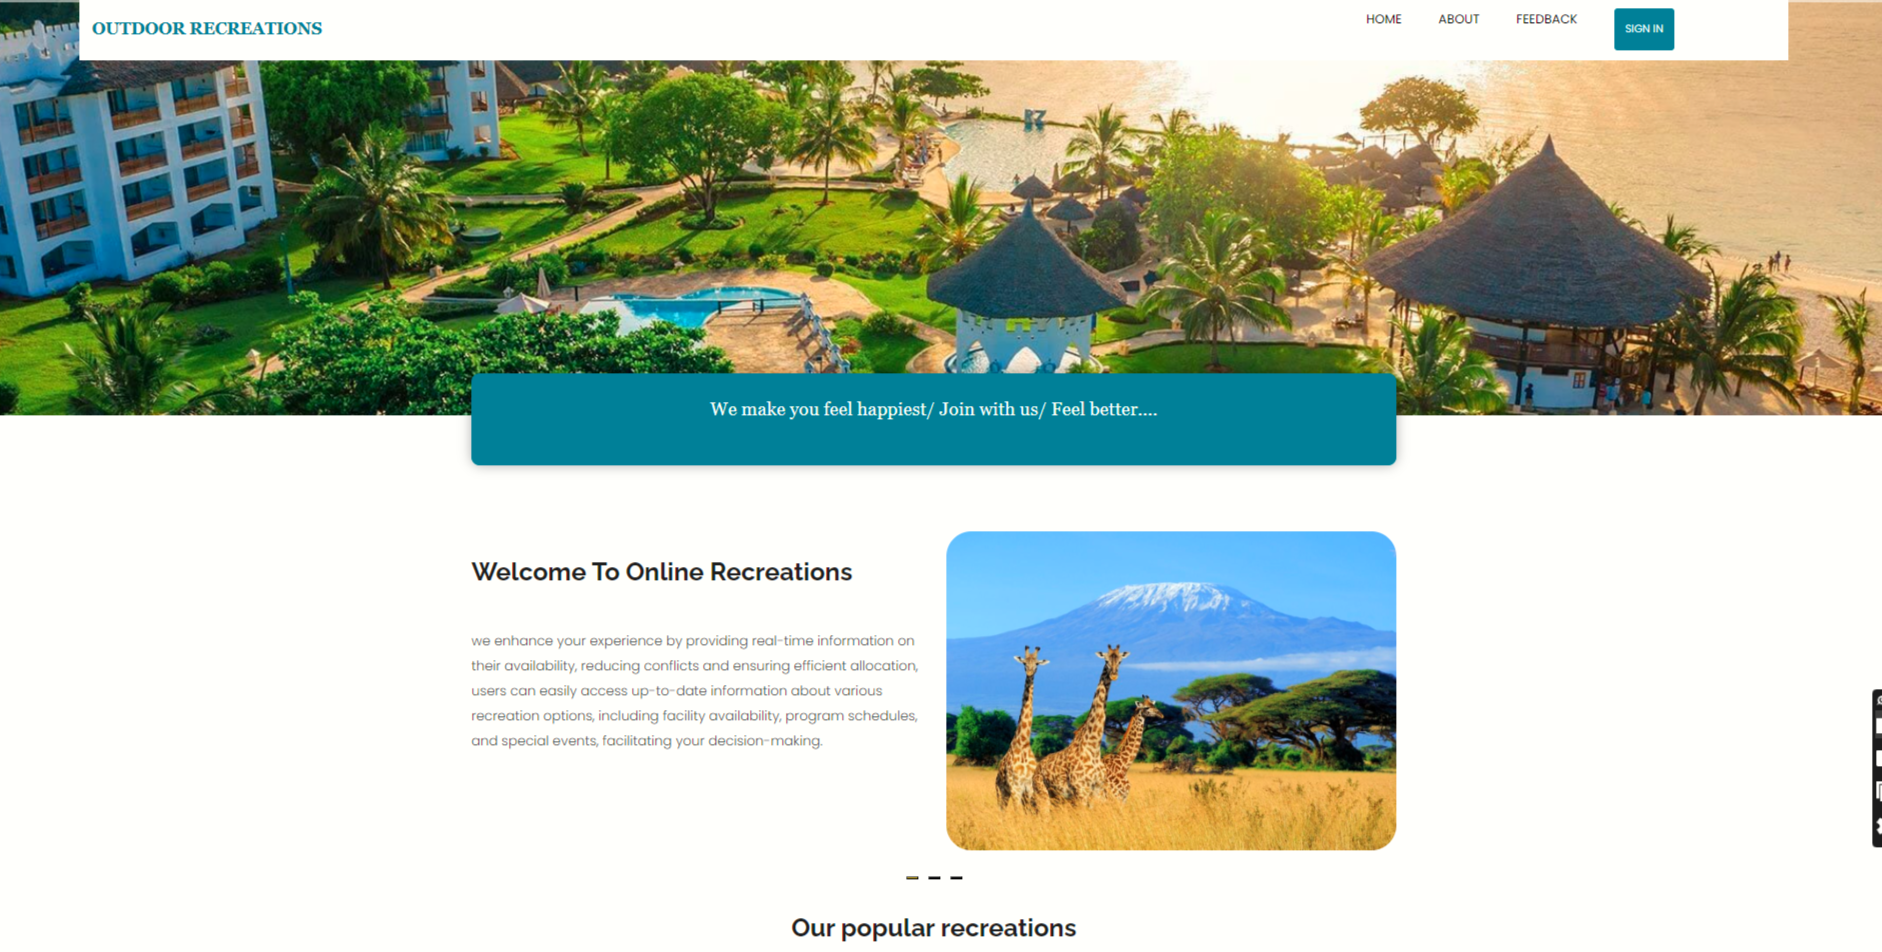 OUTDOOR RECREATIONS
HOME ABOUT FEEDBACK SIGN IN
We make you feel happiest/ Join with us/ Feel better....
Welcome To Online Recreations
we enhance your experience by providing real-time information on
their availability, reducing conflicts and ensuring efficient allocation,
users can easily access up-to-date information about various
recreation options, including facility availability, program schedules,
and special events, facilitating your decision-making.
Our popular recreations